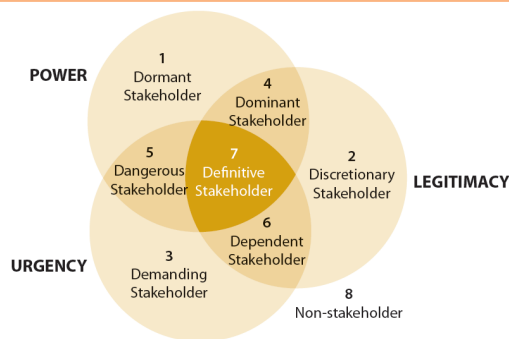 POWER
1
Dormant
Stakeholder
4
Dominant
Stakeholder
5
Dangerous
Stakeholder
7
Definitive
Stakeholder
2
Discretionary
Stakeholder
LEGITIMACY
6
Dependent
Stakeholder
URGENCY
3
Demanding
Stakeholder
8
Non-stakeholder